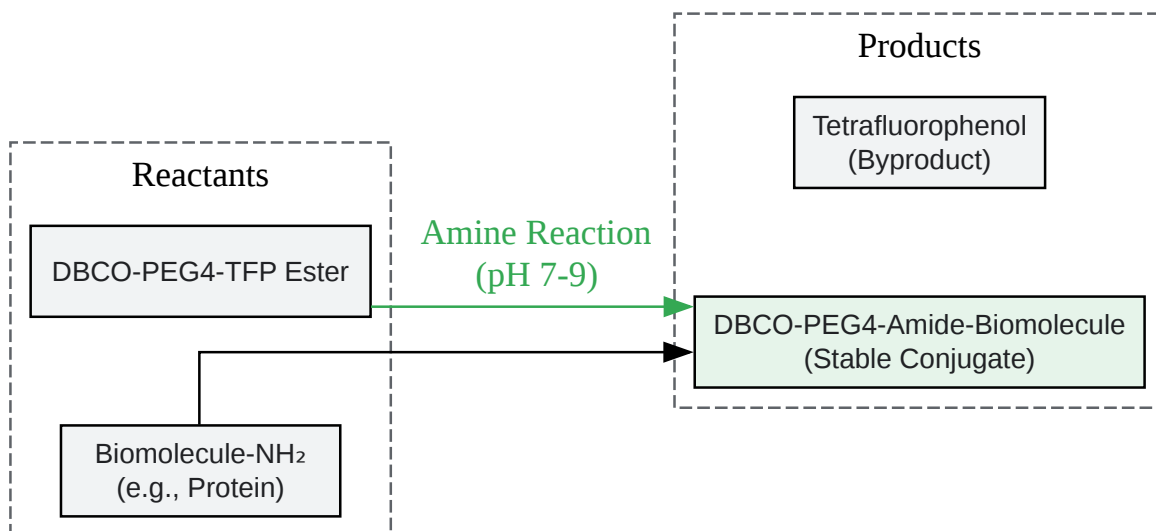 Reactants
DBCO-PEG4-TFP Ester
Biomolecule-NH₂
(e.g., Protein)
Amine Reaction
(pH 7-9)
Products
Tetrafluorophenol
(Byproduct)
DBCO-PEG4-Amide-Biomolecule
(Stable Conjugate)